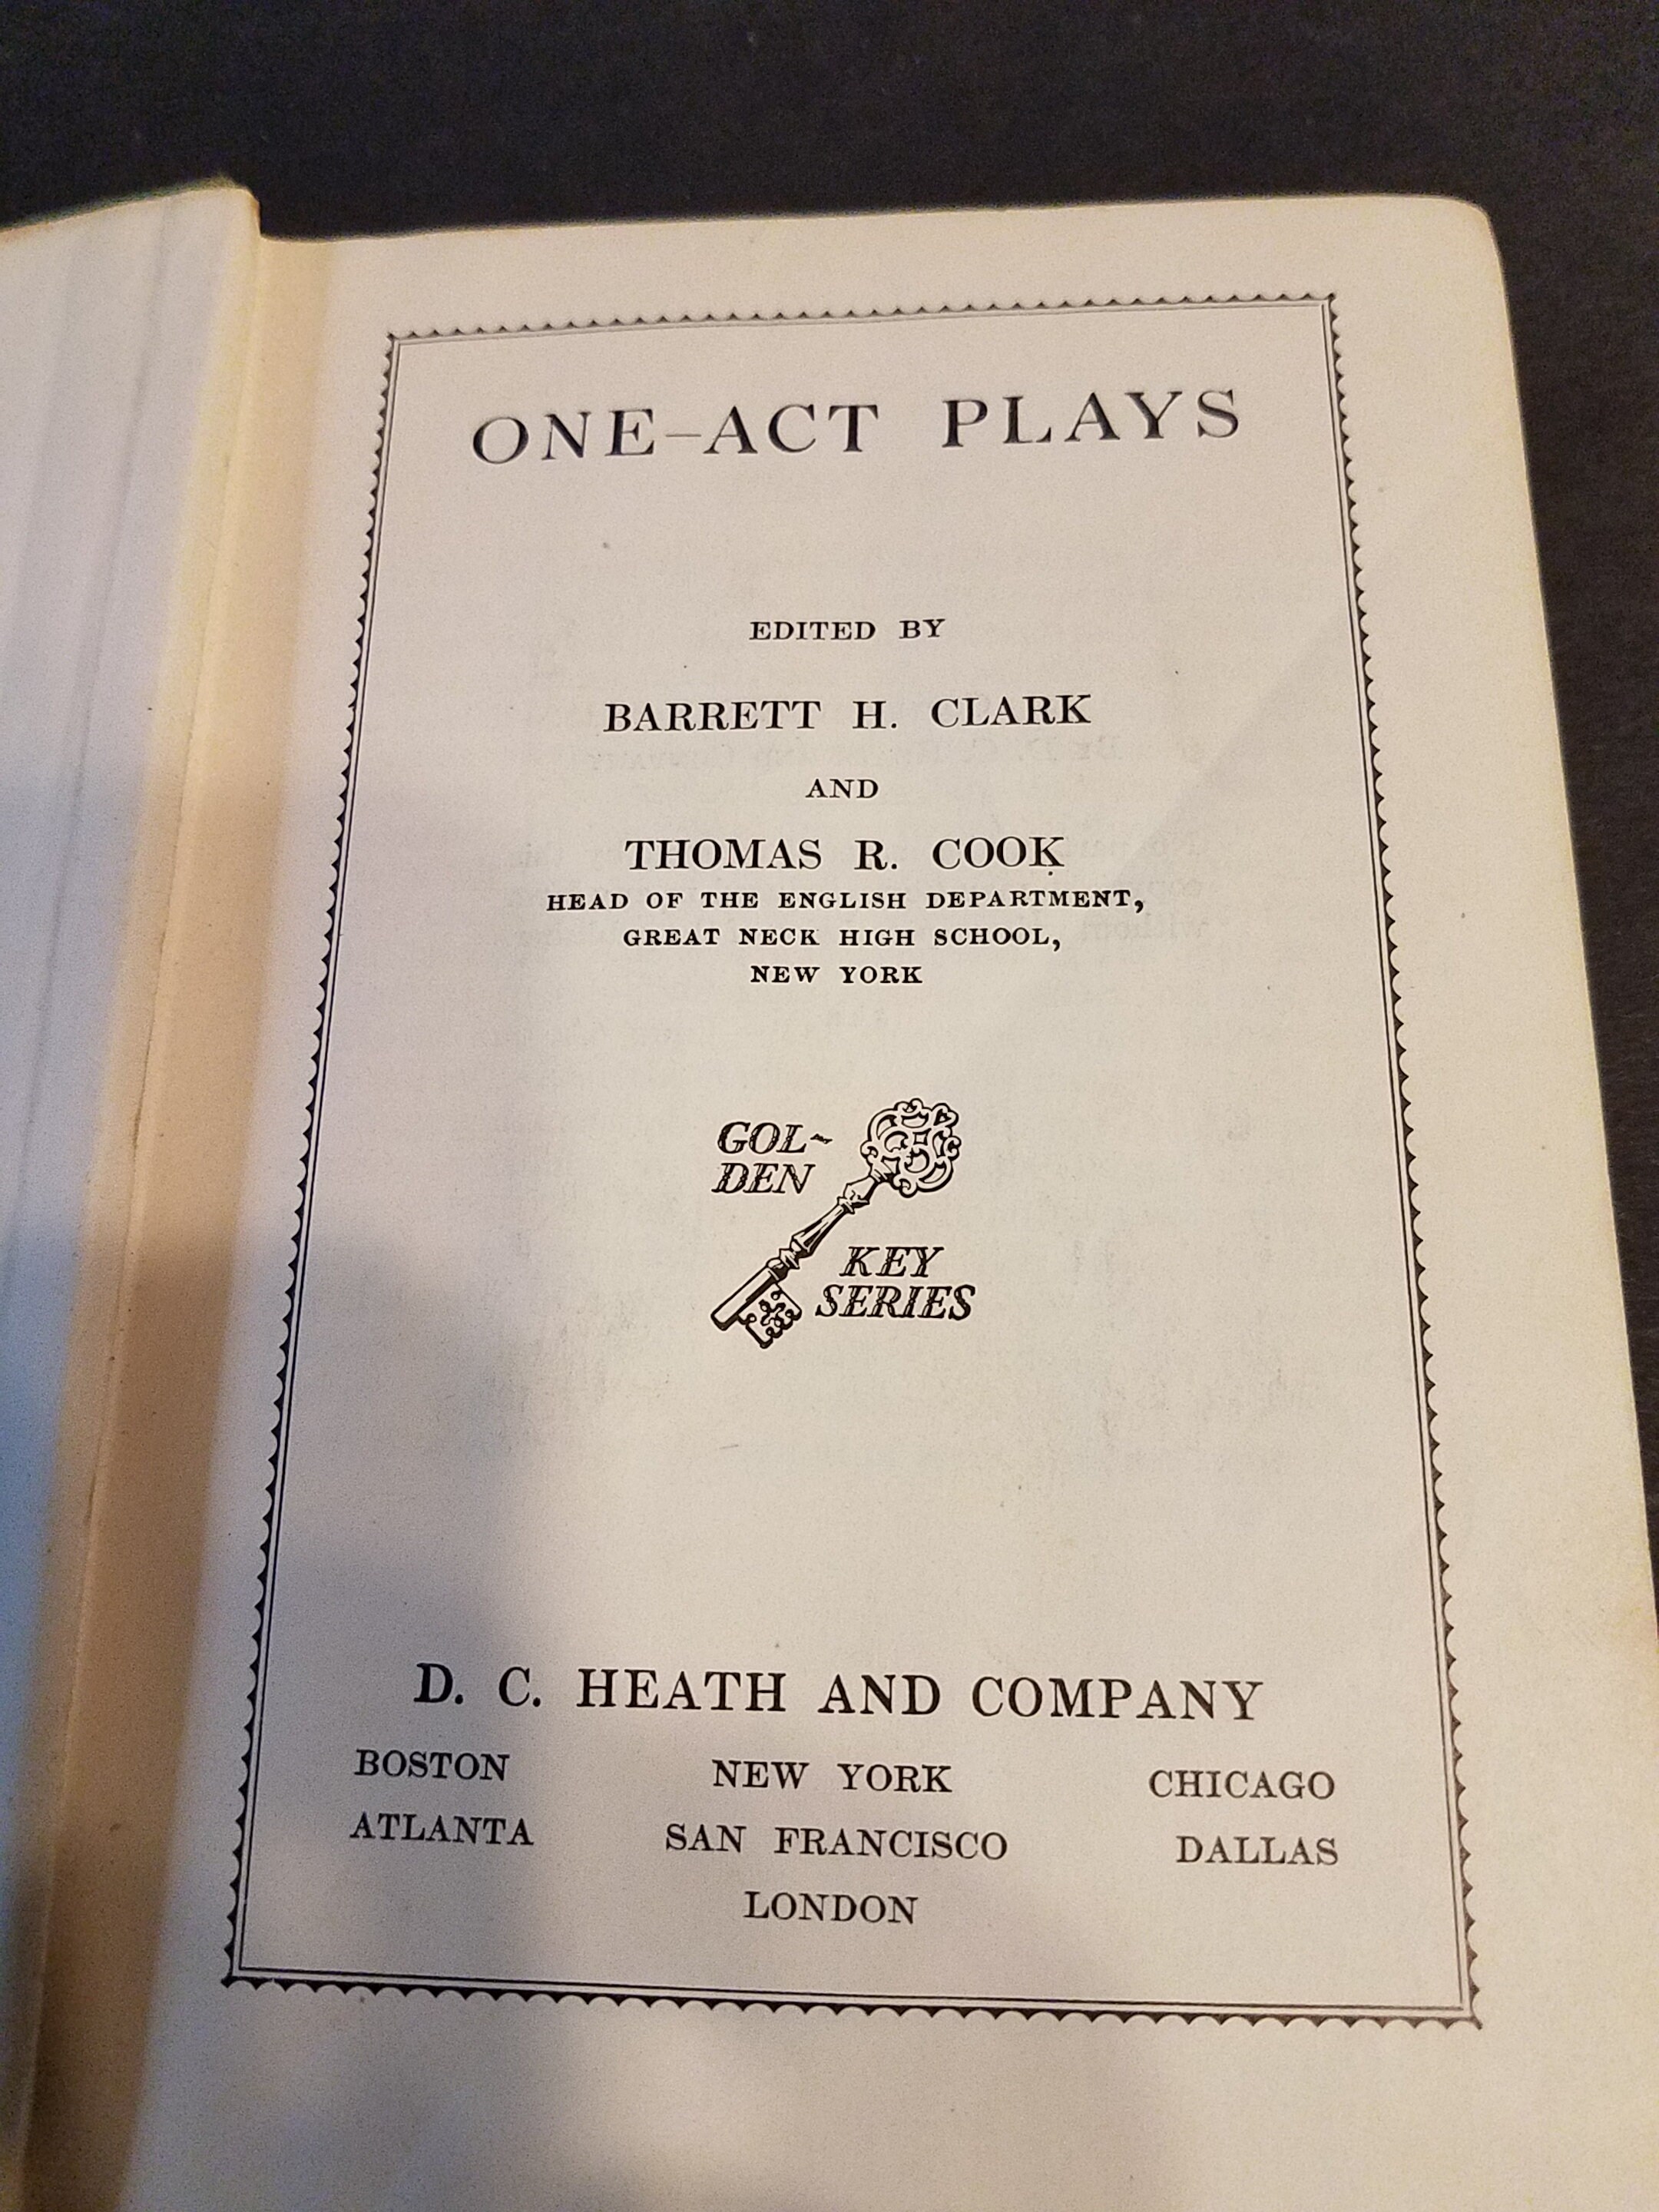 ONE-ACT PLAYS
EDITED BY
BARRETT H. CLARK
AND
THOMAS R. COOK
HEAD OF THE ENGLISH DEPARTMENT,
GREAT NECK HIGH SCHOOL,
NEW YORK
GOL-
DEN
KEY
SERIES
D. C. HEATH AND COMPANY
BOSTON NEW YORK CHICAGO
ATLANTA SAN FRANCISCO DALLAS
LONDON